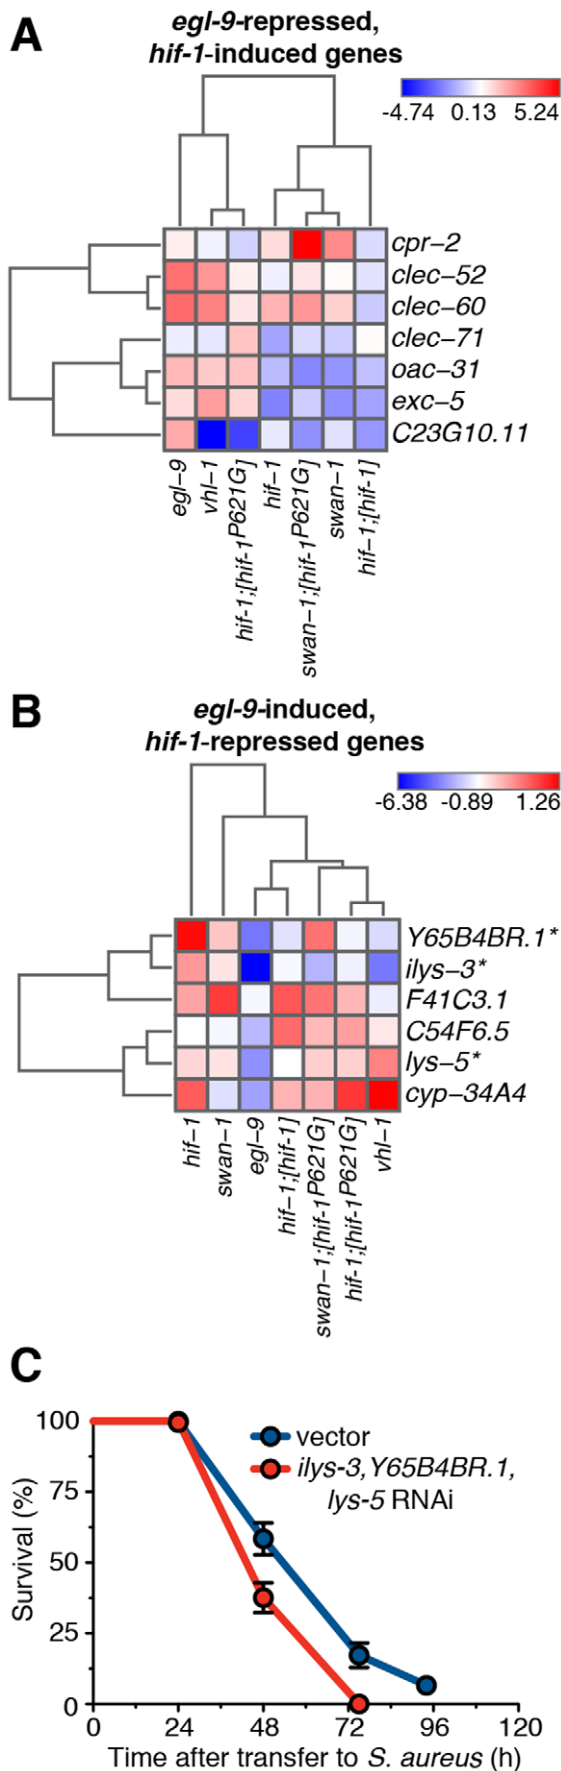 A
egl-9-repressed,
hif-1-induced genes
-4.74 0.13 5.24
cpr−2
clec−52
clec−60
clec−71
oac−31
exc−5
C23G10.11
egl−9
vhl−1
hif-1;[hif-1P621G]
hif−1
swan−1;[hif-1P621G]
swan−1
hif−1;[hif-1]
B
egl-9-induced,
hif-1-repressed genes
-6.38 -0.89 1.26
Y65B4BR.1*
ilys−3*
F41C3.1
C54F6.5
lys−5*
cyp−34A4
hif−1
swan−1
egl−9
hif−1;[hif-1]
swan−1;[hif-1P621G]
hif-1;[hif-1P621G]
vhl−1
C
100
75
50
25
0
Survival (%)
vector
ilys-3,Y65B4BR.1,
lys-5 RNAi
0 24 48 72 96 120
Time after transfer to S. aureus (h)